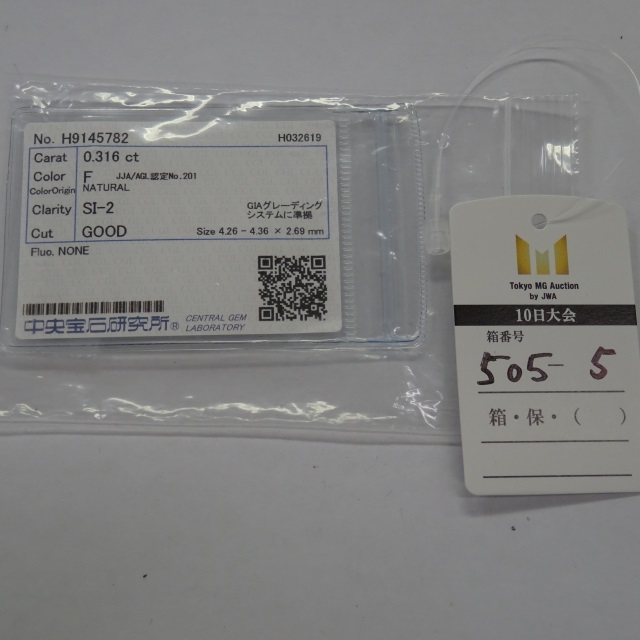 No. H9145782 H032619
Carat 0.316 ct
Color F JJA/AGL認定No.201
ColorOrigin NATURAL
Clarity SI-2 GIAグレーディング
システムに準拠
Cut GOOD Size 4.26 - 4.36 × 2.69 mm
Fluo. NONE
中央宝石研究所® CENTRAL GEM
LABORATORY
Tokyo MG Auction
by JWA
10日大会
箱番号
505-5
箱・保・( )